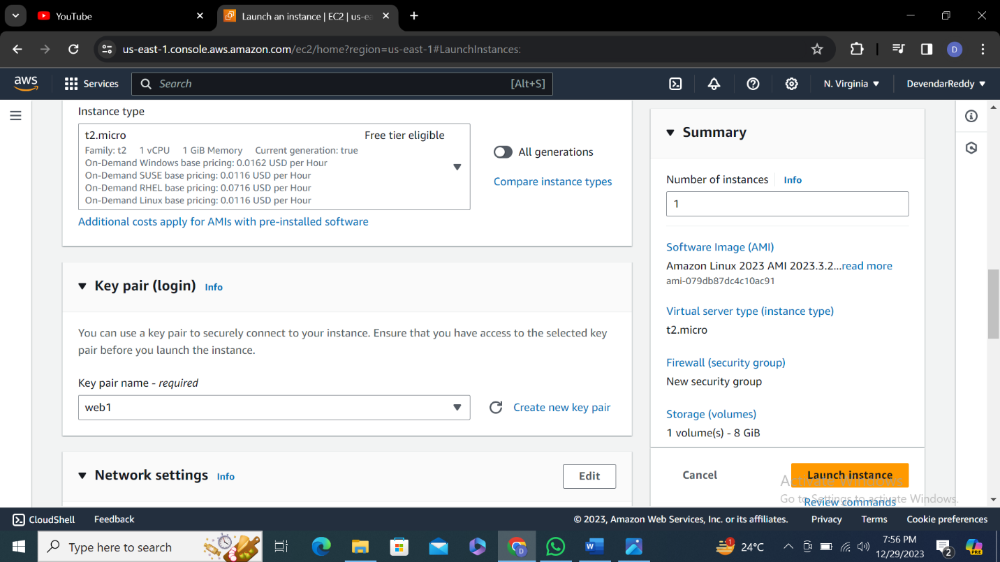 YouTube
Launch an instance | EC2 | us-ea
us-east-1.console.aws.amazon.com/ec2/home?region=us-east-1#LaunchInstances:
D
aws
Services
Search
[Alt+S]
N. Virginia
DevendarReddy
Instance type
t2.micro
Free tier eligible
Family: t2 1 vCPU 1 GiB Memory Current generation: true
On-Demand Windows base pricing: 0.0162 USD per Hour
On-Demand SUSE base pricing: 0.0116 USD per Hour
On-Demand RHEL base pricing: 0.0716 USD per Hour
On-Demand Linux base pricing: 0.0116 USD per Hour
All generations
Compare instance types
Additional costs apply for AMIs with pre-installed software
Key pair (login) Info
You can use a key pair to securely connect to your instance. Ensure that you have access to the selected key
pair before you launch the instance.
Key pair name - required
web1
Create new key pair
Network settings Info
Edit
Summary
Number of instances Info
1
Software Image (AMI)
Amazon Linux 2023 AMI 2023.3.2...read more
ami-079db87dc4c10ac91
Virtual server type (instance type)
t2.micro
Firewall (security group)
New security group
Storage (volumes)
1 volume(s) - 8 GiB
Cancel
Launch instance
Activate Windows
Go to Settings to activate Windows.
Review commands
CloudShell
Feedback
© 2023, Amazon Web Services, Inc. or its affiliates.
Privacy
Terms
Cookie preferences
Type here to search
D
W
1
24°C
7:56 PM
12/29/2023
2
PRE